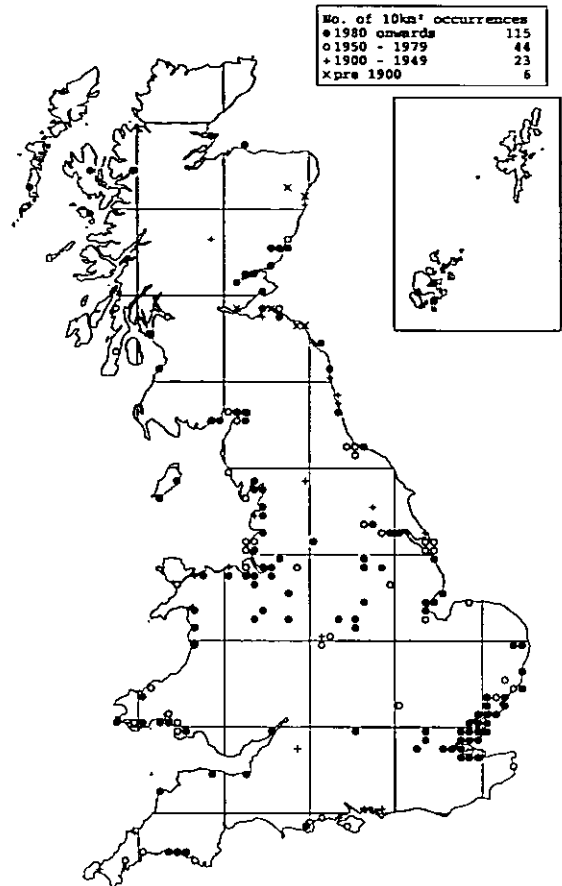 No. of 10km² occurrences
● 1980 onwards 115
○ 1950 - 1979 44
+ 1900 - 1949 23
× pre 1900 6